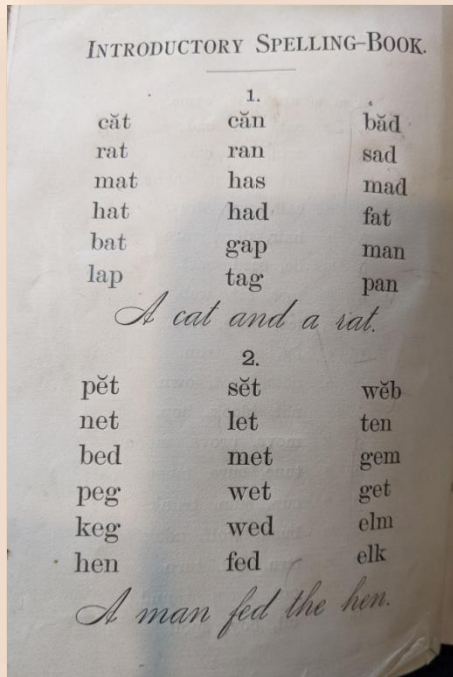 INTRODUCTORY SPELLING-BOOK.
1.
căt căn băd
rat ran sad
mat has mad
hat had fat
bat gap man
lap tag pan
A cat and a rat.
2.
pĕt sĕt wĕb
net let ten
bed met gem
peg wet get
keg wed elm
hen fed elk
A man fed the hen.